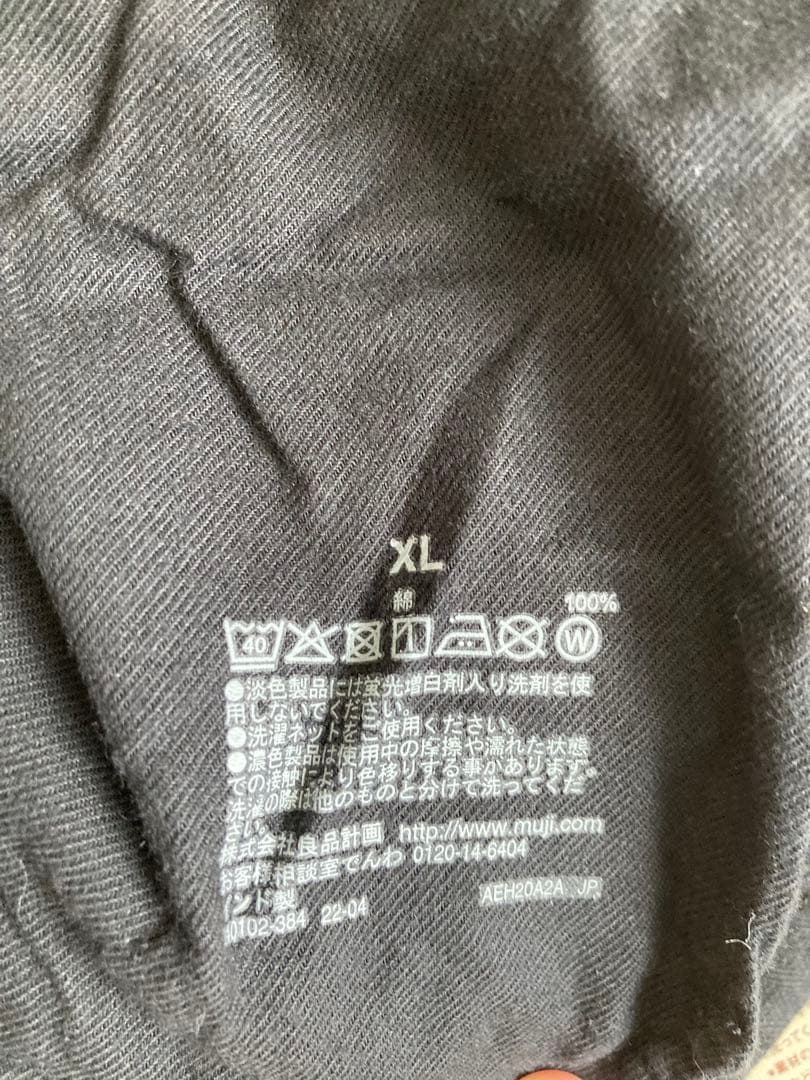 XL
綿 100%
40 W
●淡色製品には蛍光増白剤入り洗剤を使
用しないでください。
●洗濯ネットをご使用ください。
●濃色製品は使用中の摩擦や濡れた状態
での接触により色移りする事があります。
洗濯の際は他のものと分けて洗ってくだ
さい。
株式会社良品計画 http://www.muji.com
お客様相談室でんわ 0120-14-6404
インド製 AEH20A2A JP
0102-384 22-04